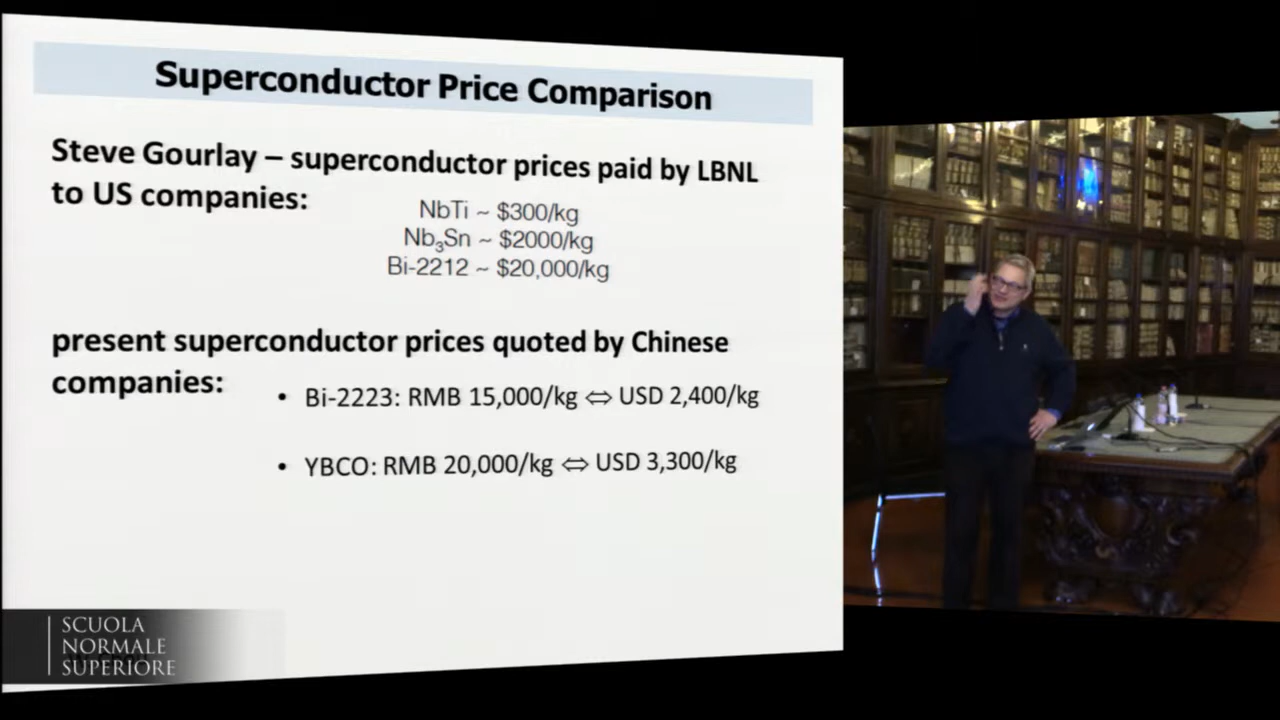 Superconductor Price Comparison
Steve Gourlay – superconductor prices paid by LBNL
to US companies:
NbTi ~ $300/kg
Nb₃Sn ~ $2000/kg
Bi-2212 ~ $20,000/kg
present superconductor prices quoted by Chinese
companies:
• Bi-2223: RMB 15,000/kg ⇔ USD 2,400/kg
• YBCO: RMB 20,000/kg ⇔ USD 3,300/kg
SCUOLA
NORMALE
SUPERIORE